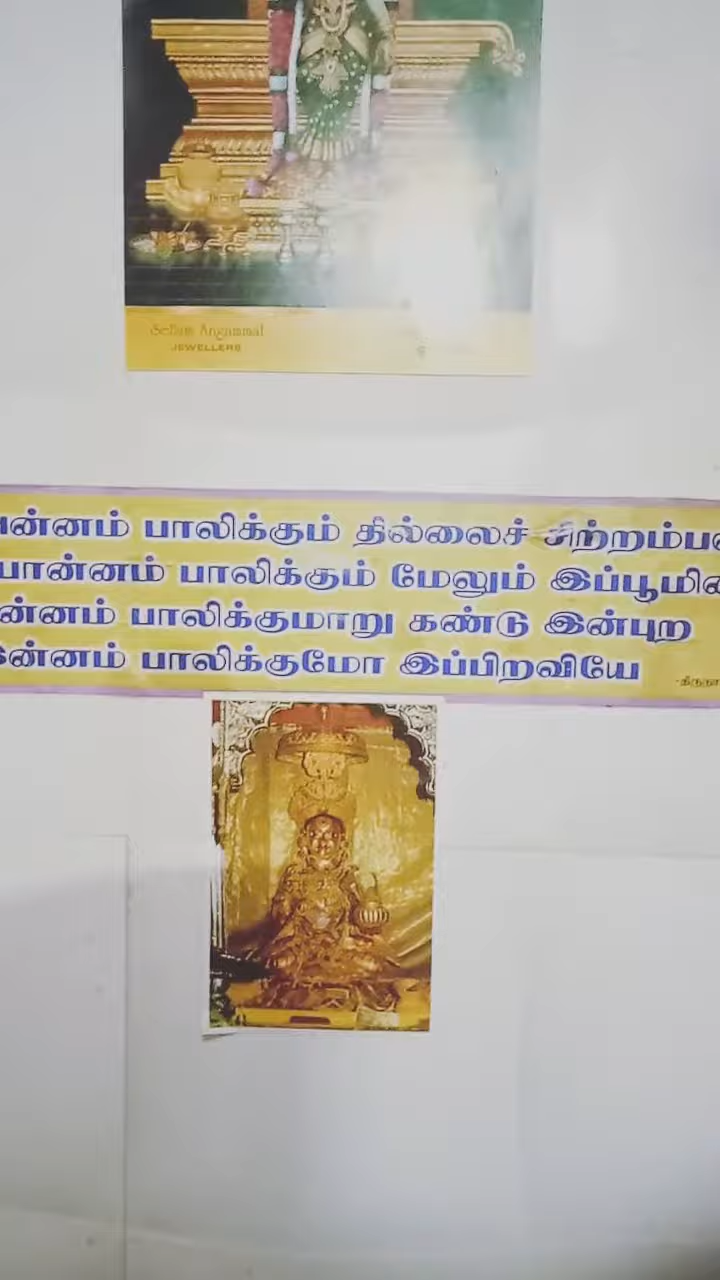 Sellam Angammal
JEWELLERS
ன்னம் பாலிக்கும் தில்லைச் சிற்றம்ப
ான்னம் பாலிக்கும் மேலும் இப்பூமி
ன்னம் பாலிக்குமாறு கண்டு இன்புற
ன்னம் பாலிக்குமோ இப்பிறவியே